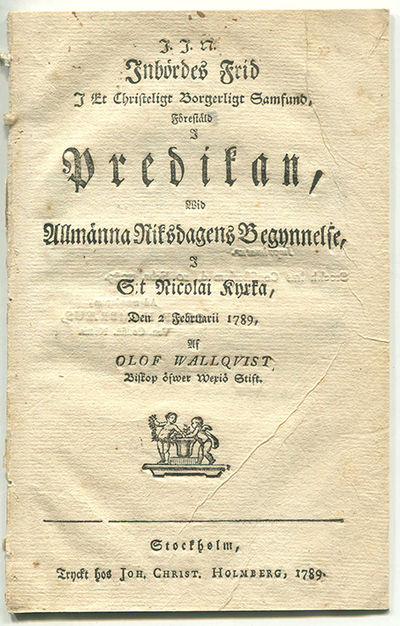 J. J. N.
Inbördes Frid
I Et Christeligt Borgerligt Samfund,
Förestäld
I
Predikan,
Wid
Allmänna Riksdagens Begynnelse,
I
S:t Nicolai Kyrka,
Den 2 Februarii 1789,
Af
OLOF WALLQVIST,
Biskop öfwer Wexiö Stift.
Stockholm,
Tryckt hos JOH. CHRIST. HOLMBERG, 1789.